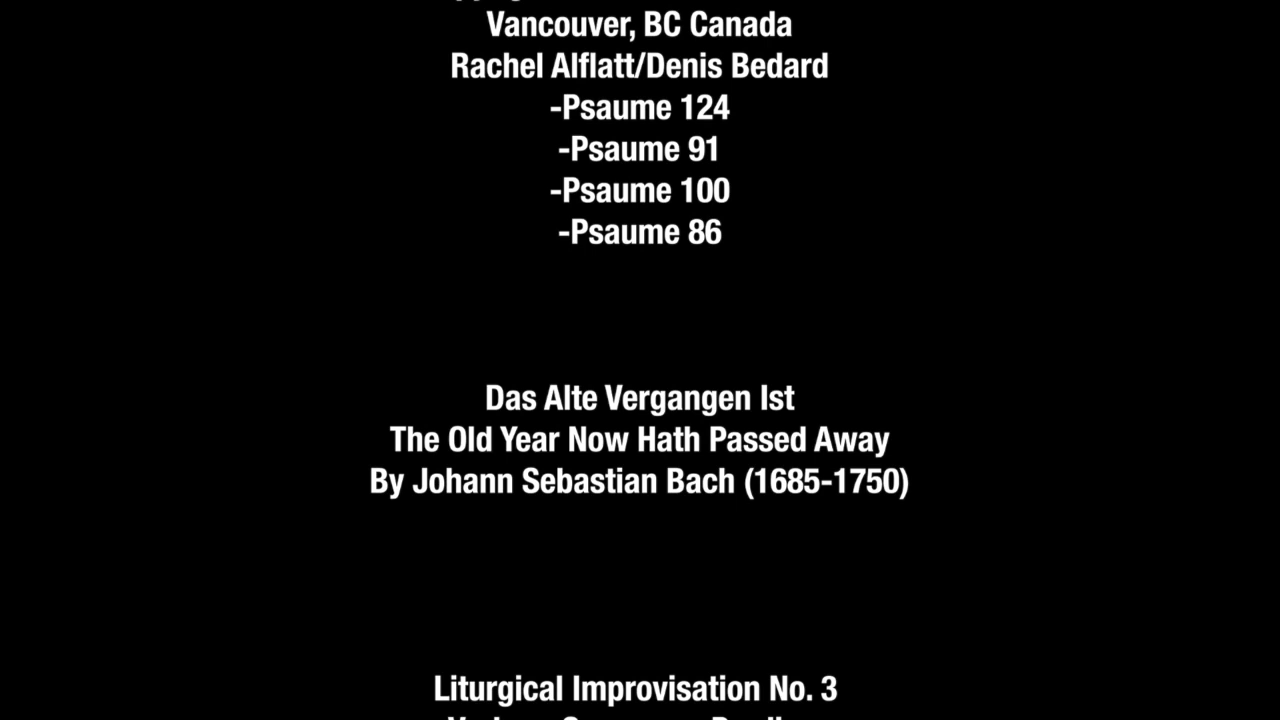 Vancouver, BC Canada
Rachel Alflatt/Denis Bedard
-Psaume 124
-Psaume 91
-Psaume 100
-Psaume 86
Das Alte Vergangen Ist
The Old Year Now Hath Passed Away
By Johann Sebastian Bach (1685-1750)
Liturgical Improvisation No. 3